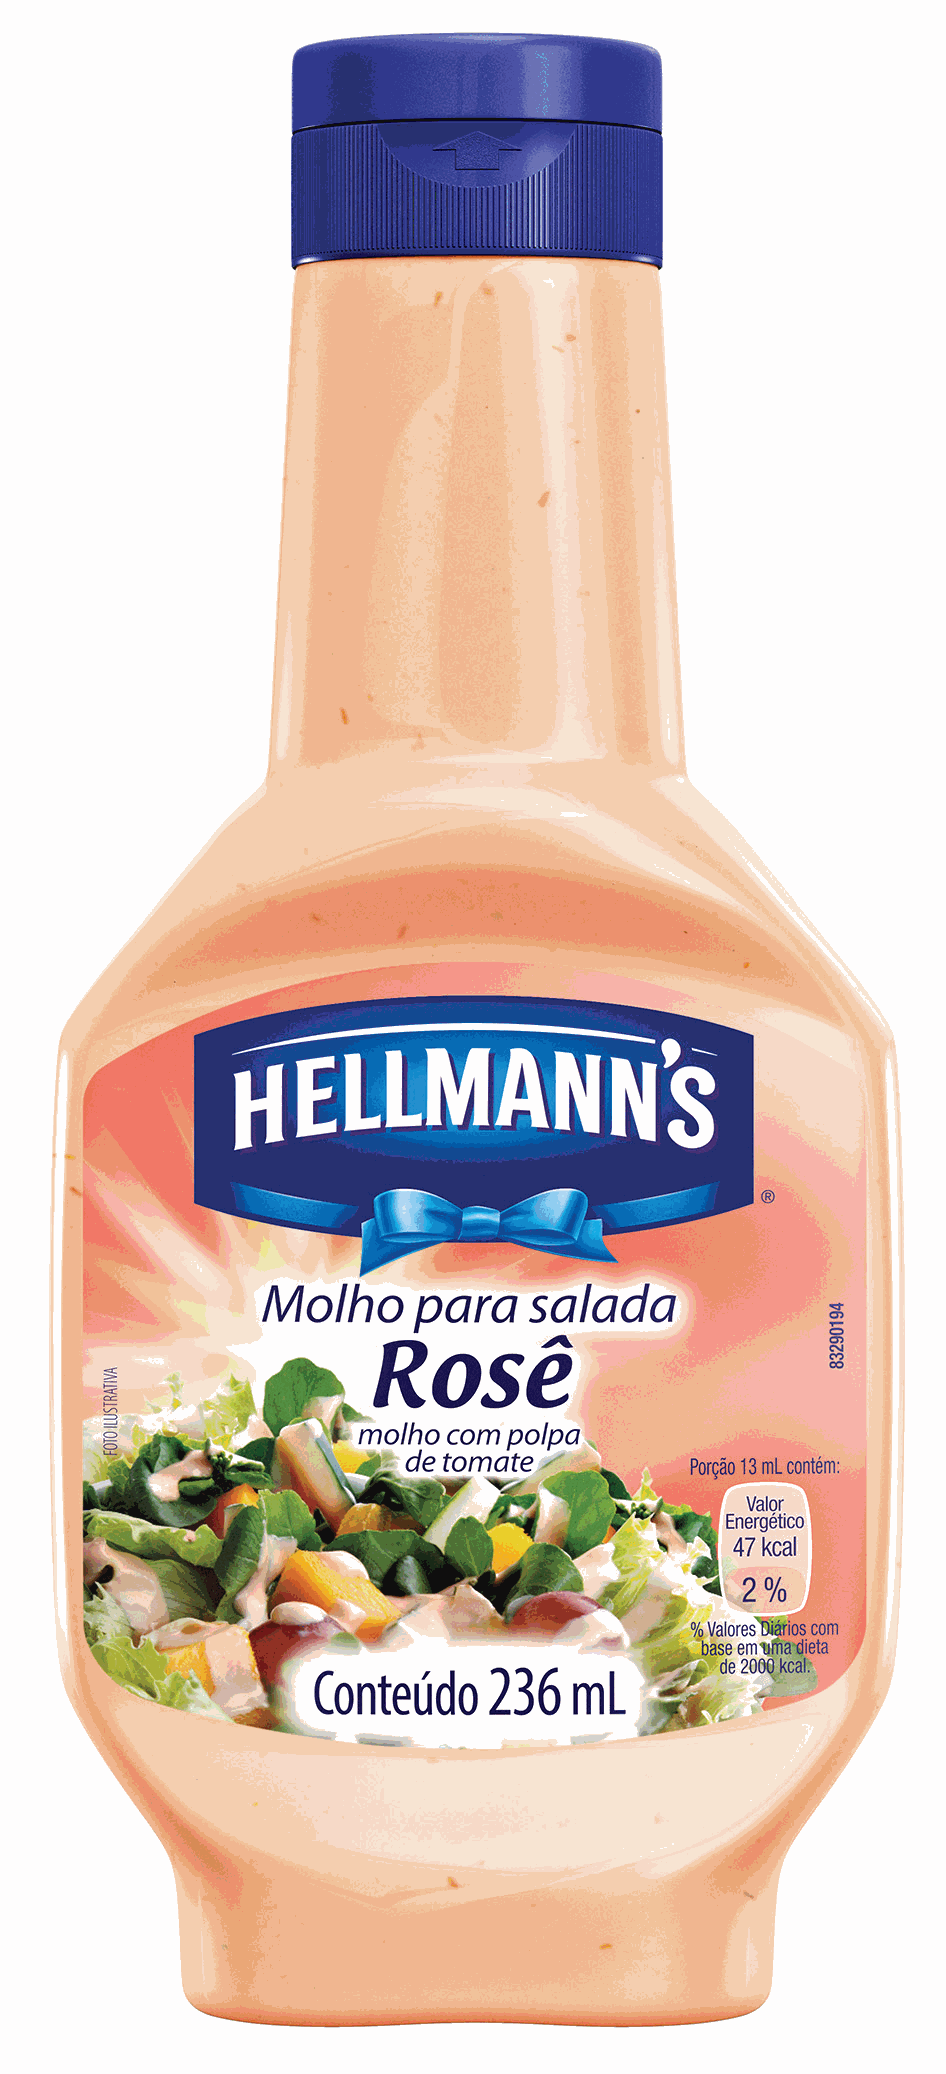 HELLMANN'S
®
Molho para salada
Rosê
molho com polpa
de tomate
83290194
FOTO ILUSTRATIVA
Porção 13 mL contém:
Valor
Energético
47 kcal
2 %
% Valores Diários com
base em uma dieta
de 2000 kcal.
Conteúdo 236 mL